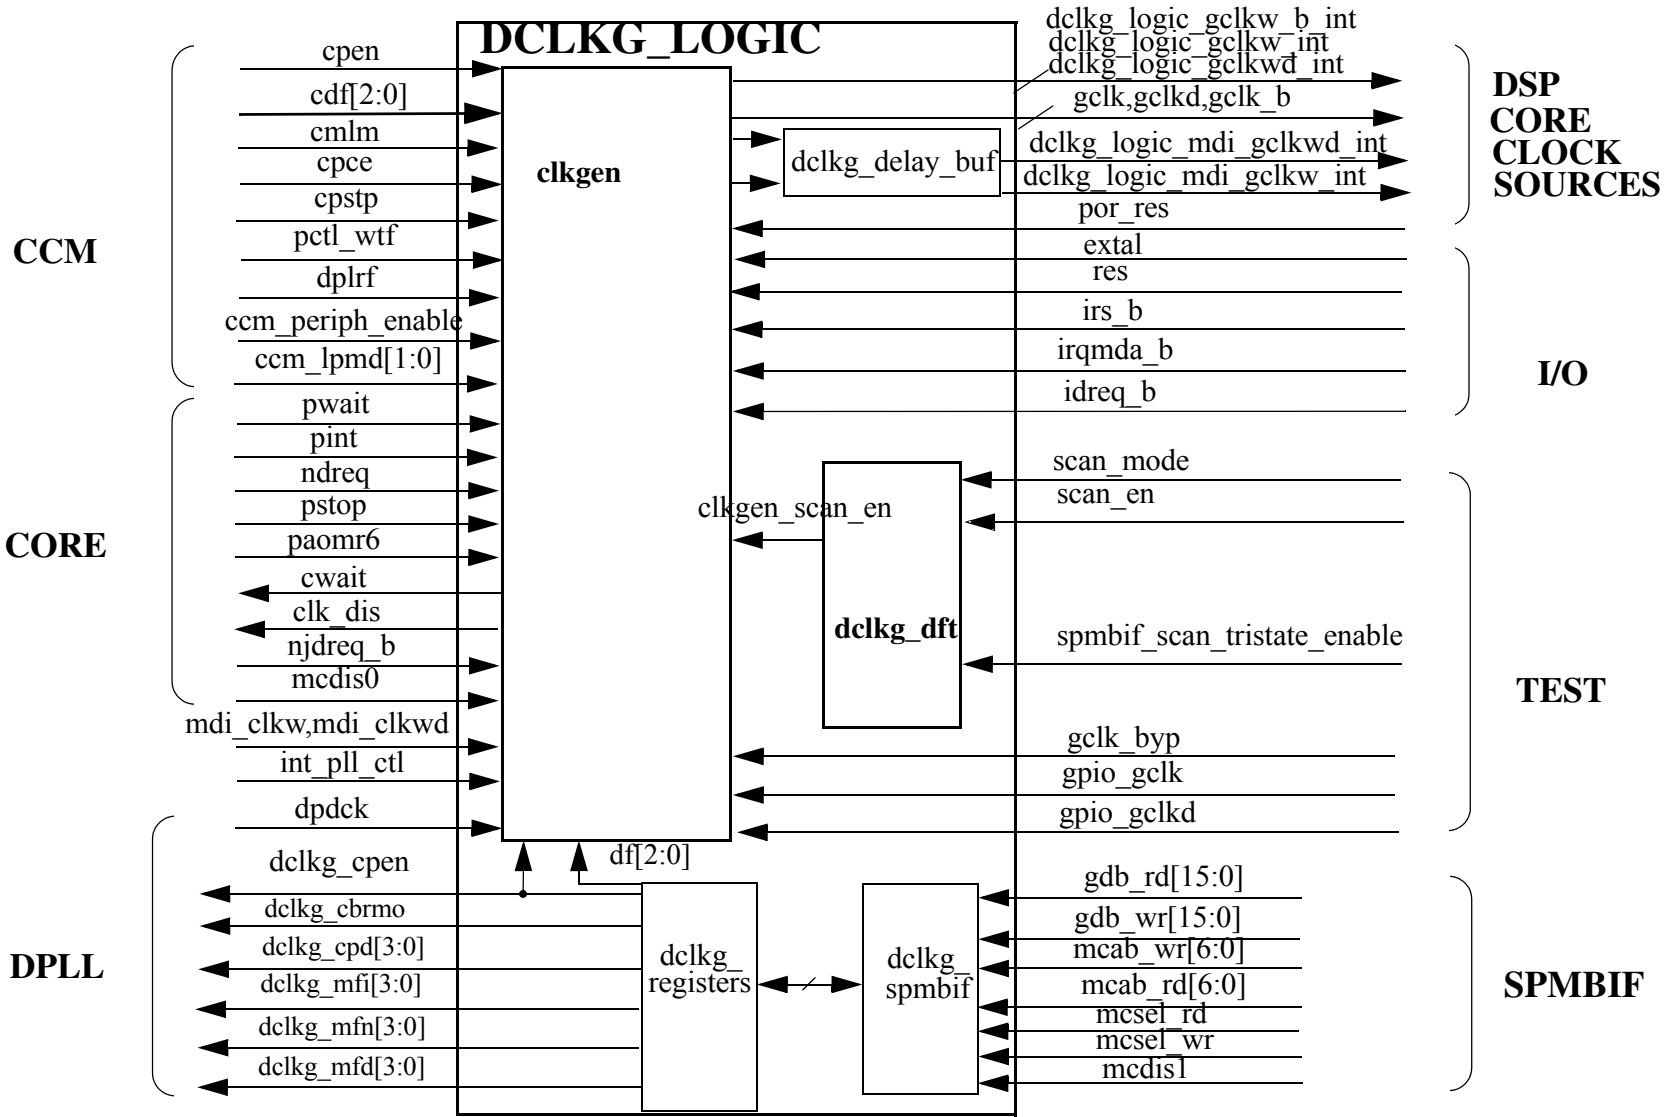 DCLKG_LOGIC
CCM
cpen
cdf[2:0]
cmlm
cpce
cpstp
pctl_wtf
dplrf
ccm_periph_enable
ccm_lpmd[1:0]
CORE
pwait
pint
ndreq
pstop
paomr6
cwait
clk_dis
njdreq_b
mcdis0
mdi_clkw,mdi_clkwd
int_pll_ctl
DPLL
dpdck
dclkg_cpen
dclkg_cbrmo
dclkg_cpd[3:0]
dclkg_mfi[3:0]
dclkg_mfn[3:0]
dclkg_mfd[3:0]
clkgen
dclkg_delay_buf
clkgen_scan_en
dclkg_dft
df[2:0]
dclkg_
registers
dclkg_
spmbif
dclkg_logic_gclkw_b_int
dclkg_logic_gclkw_int
dclkg_logic_gclkwd_int
gclk,gclkd,gclk_b
dclkg_logic_mdi_gclkwd_int
dclkg_logic_mdi_gclkw_int
por_res
DSP
CORE
CLOCK
SOURCES
extal
res
irs_b
irqmda_b
idreq_b
I/O
scan_mode
scan_en
spmbif_scan_tristate_enable
gclk_byp
gpio_gclk
gpio_gclkd
TEST
gdb_rd[15:0]
gdb_wr[15:0]
mcab_wr[6:0]
mcab_rd[6:0]
mcsel_rd
mcsel_wr
mcdis1
SPMBIF